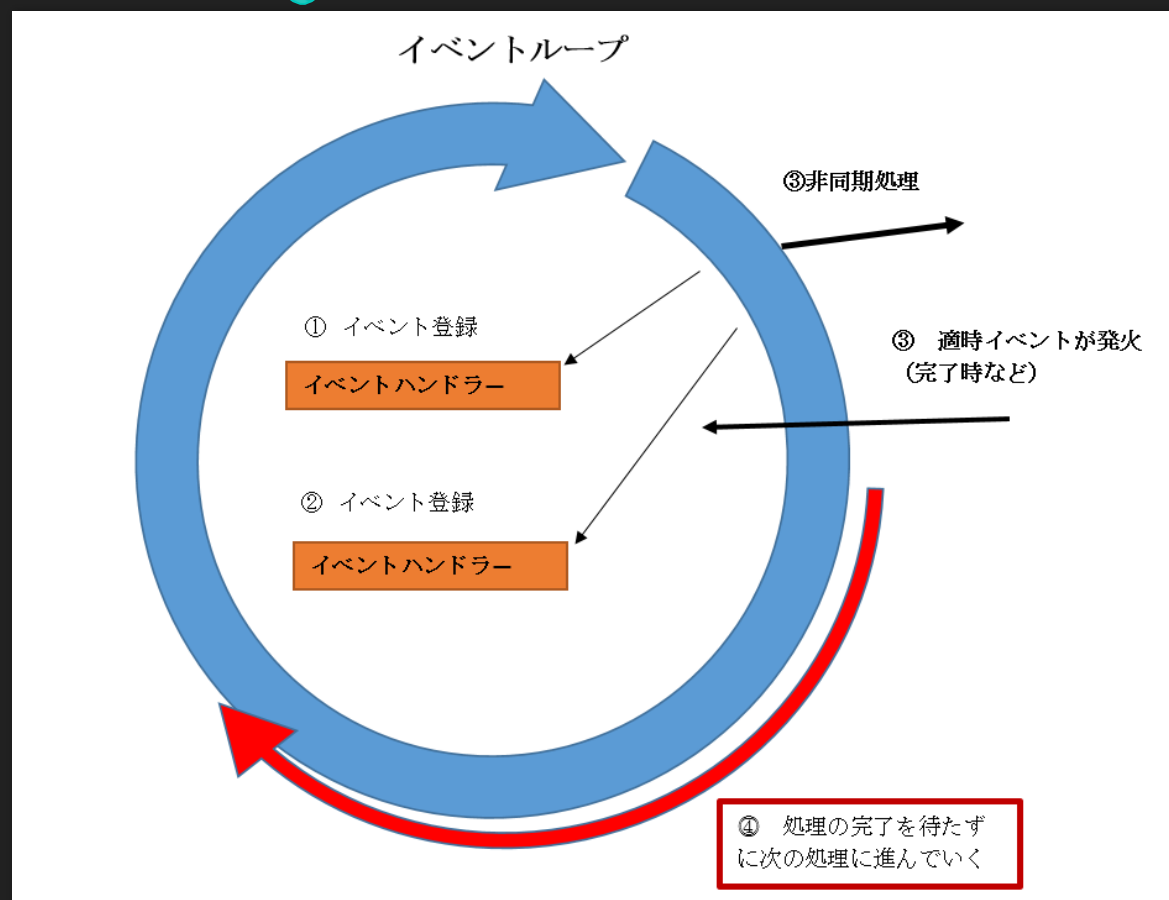 イベントループ
③非同期処理
① イベント登録
イベントハンドラー
③ 適時イベントが発火
(完了時など)
② イベント登録
イベントハンドラー
④ 処理の完了を待たず
に次の処理に進んでいく